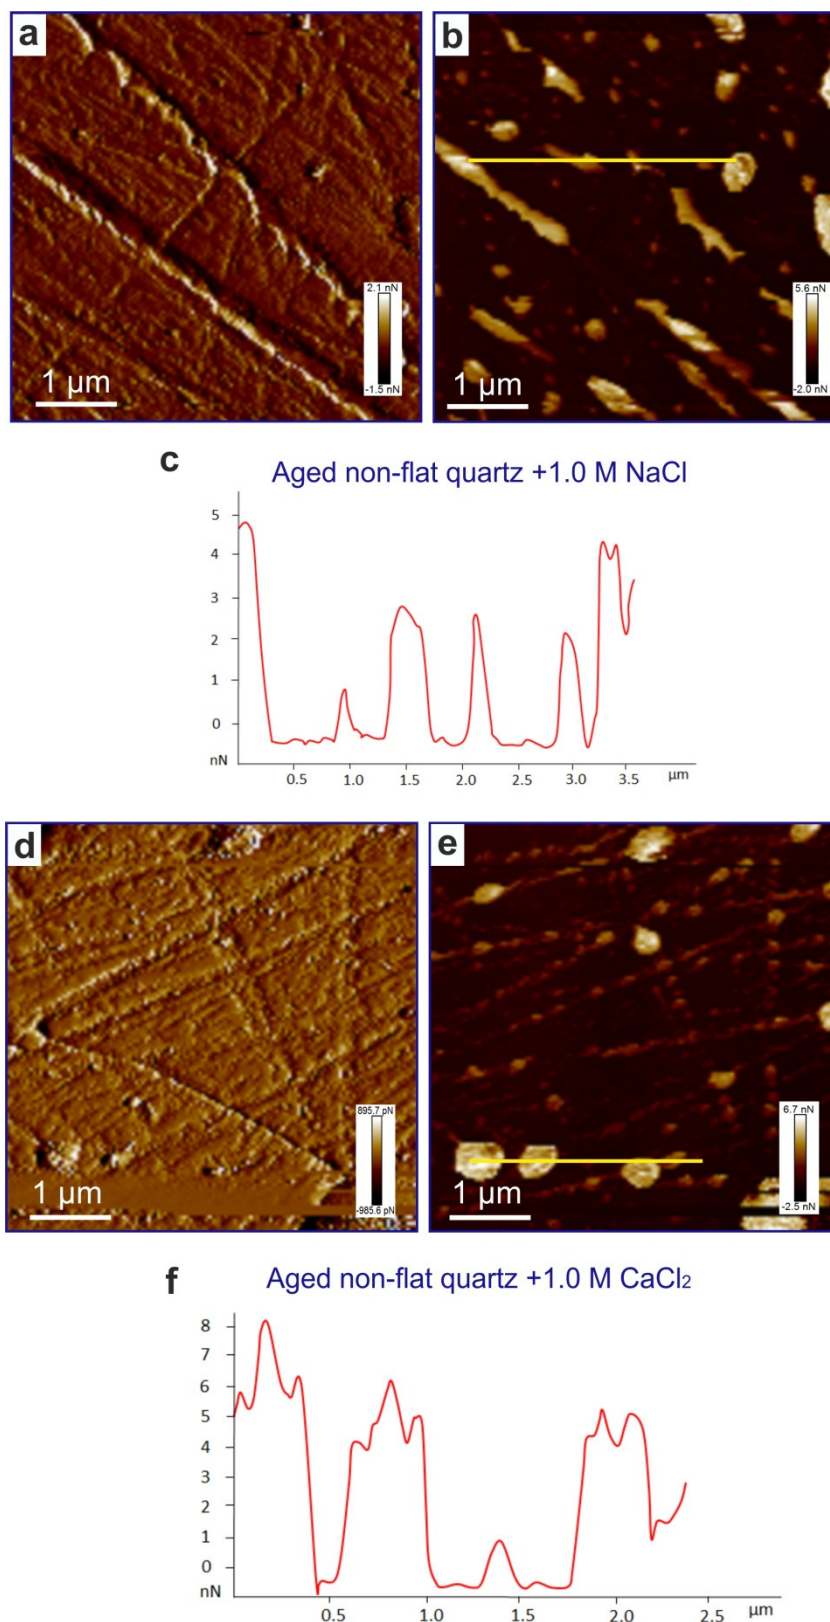 a
2.1 nN
-1.5 nN
1 μm
b
5.6 nN
-2.0 nN
1 μm
c
Aged non-flat quartz +1.0 M NaCl
5
4
3
2
1
0
nN
0.5 1.0 1.5 2.0 2.5 3.0 3.5 μm
d
895.7 pN
-985.6 pN
1 μm
e
6.7 nN
-2.5 nN
1 μm
f
Aged non-flat quartz +1.0 M CaCl₂
8
7
6
5
4
3
2
1
0
nN
0.5 1.0 1.5 2.0 2.5 μm